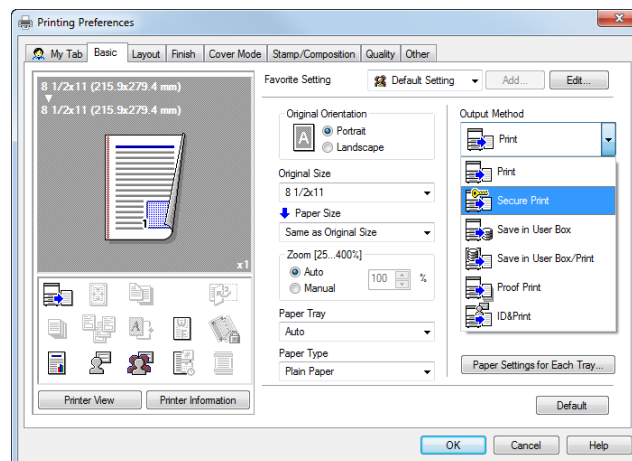 Printing Preferences
My Tab Basic Layout Finish Cover Mode Stamp/Composition Quality Other
8 1/2x11 (215.9x279.4 mm)
8 1/2x11 (215.9x279.4 mm)
1
x1
Printer View Printer Information
Favorite Setting Default Setting Add... Edit...
Original Orientation
A
Portrait
Landscape
Original Size
8 1/2x11
Paper Size
Same as Original Size
Zoom [25...400%]
Auto
Manual
100 %
Paper Tray
Auto
Paper Type
Plain Paper
Output Method
Print
Print
Secure Print
Save in User Box
Save in User Box/Print
Proof Print
ID&Print
Paper Settings for Each Tray...
Default
OK Cancel Help